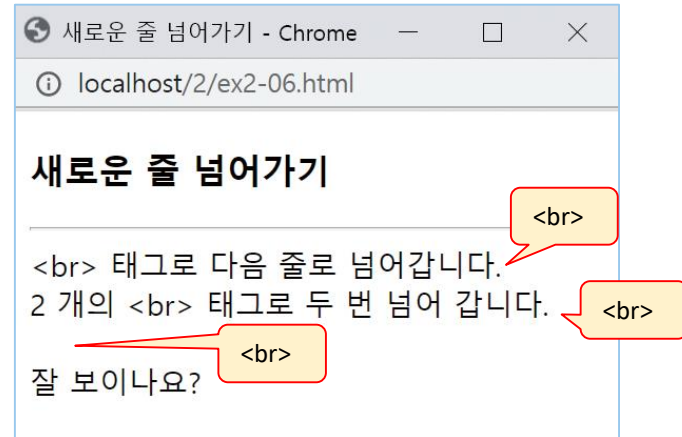 새로운 줄 넘어가기 - Chrome
localhost/2/ex2-06.html
새로운 줄 넘어가기
<br>
<br> 태그로 다음 줄로 넘어갑니다.
2 개의 <br> 태그로 두 번 넘어 갑니다.
<br>
<br>
잘 보이나요?